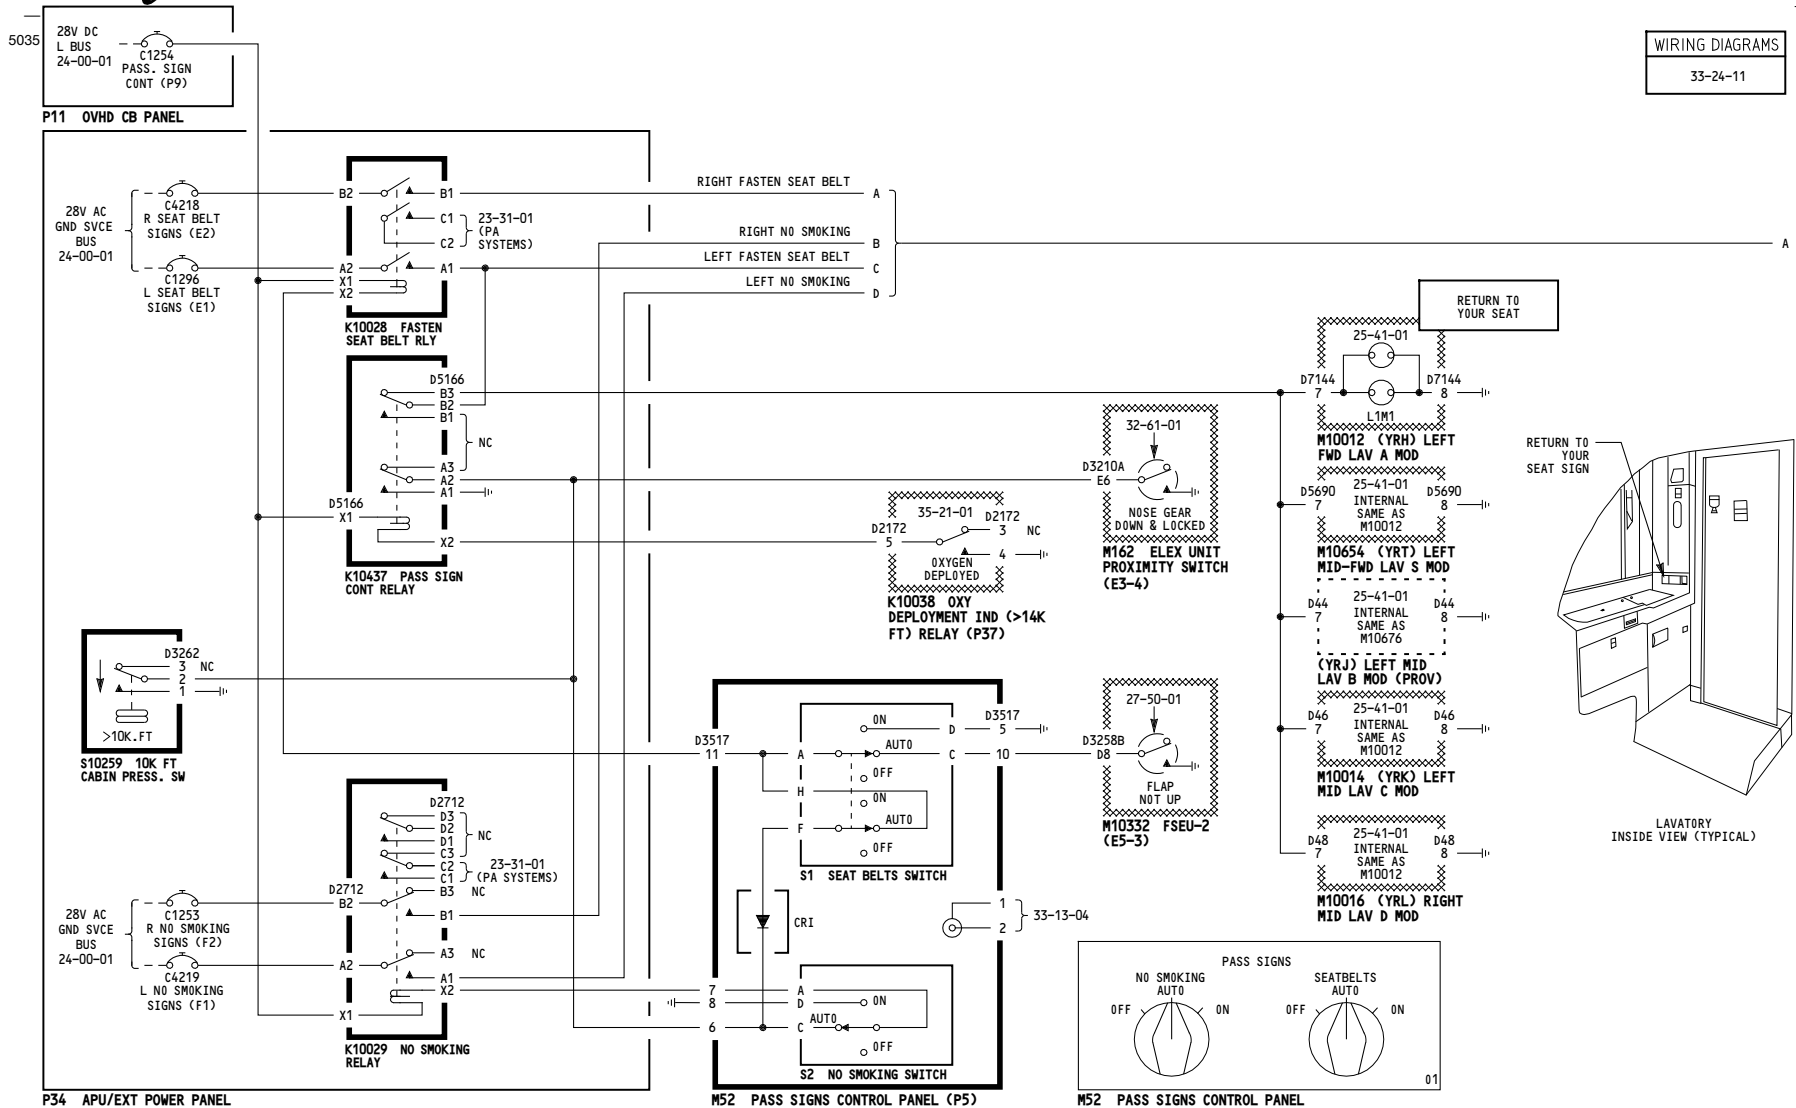 5035
28V DC
L BUS
24-00-01
C1254
PASS. SIGN
CONT (P9)
P11 OVHD CB PANEL
WIRING DIAGRAMS
33-24-11
28V AC
GND SVCE
BUS
24-00-01
C4218
R SEAT BELT
SIGNS (E2)
C1296
L SEAT BELT
SIGNS (E1)
B2
B1
C1
C2
A2
A1
X1
X2
23-31-01
(PA
SYSTEMS)
K10028 FASTEN
SEAT BELT RLY
RIGHT FASTEN SEAT BELT A
RIGHT NO SMOKING B
LEFT FASTEN SEAT BELT C
LEFT NO SMOKING D
A
D5166
B3
B2
B1
NC
A3
A2
A1
D5166
X1
X2
K10437 PASS SIGN
CONT RELAY
35-21-01
D2172
5
D2172
3 NC
4
OXYGEN
DEPLOYED
K10038 OXY
DEPLOYMENT IND (>14K
FT) RELAY (P37)
32-61-01
D3210A
E6
NOSE GEAR
DOWN & LOCKED
M162 ELEX UNIT
PROXIMITY SWITCH
(E3-4)
RETURN TO
YOUR SEAT
25-41-01
D7144
7
D7144
8
L1M1
M10012 (YRH) LEFT
FWD LAV A MOD
D5690
7
25-41-01
INTERNAL
SAME AS
M10012
D5690
8
M10654 (YRT) LEFT
MID-FWD LAV S MOD
D44
7
25-41-01
INTERNAL
SAME AS
M10676
D44
8
(YRJ) LEFT MID
LAV B MOD (PROV)
D46
7
25-41-01
INTERNAL
SAME AS
M10012
D46
8
M10014 (YRK) LEFT
MID LAV C MOD
D48
7
25-41-01
INTERNAL
SAME AS
M10012
D48
8
M10016 (YRL) RIGHT
MID LAV D MOD
RETURN TO
YOUR
SEAT SIGN
LAVATORY
INSIDE VIEW (TYPICAL)
D3262
3 NC
2
1
>10K.FT
S10259 10K FT
CABIN PRESS. SW
D3517
11
A
H
F
ON
AUTO
OFF
ON
AUTO
OFF
D
C
D3517
5
10
S1 SEAT BELTS SWITCH
27-50-01
D3258B
D8
FLAP
NOT UP
M10332 FSEU-2
(E5-3)
D2712
D3
D2
D1
NC
C3
C2
C1
23-31-01
(PA SYSTEMS)
D2712
B2
B3 NC
B1
A2
A3 NC
A1
X2
X1
K10029 NO SMOKING
RELAY
28V AC
GND SVCE
BUS
24-00-01
C1253
R NO SMOKING
SIGNS (F2)
C4219
L NO SMOKING
SIGNS (F1)
CRI
1
2
33-13-04
7
8
6
A
D
C
ON
AUTO
OFF
S2 NO SMOKING SWITCH
PASS SIGNS
NO SMOKING
AUTO
OFF
ON
SEATBELTS
AUTO
OFF
ON
01
P34 APU/EXT POWER PANEL
M52 PASS SIGNS CONTROL PANEL (P5)
M52 PASS SIGNS CONTROL PANEL